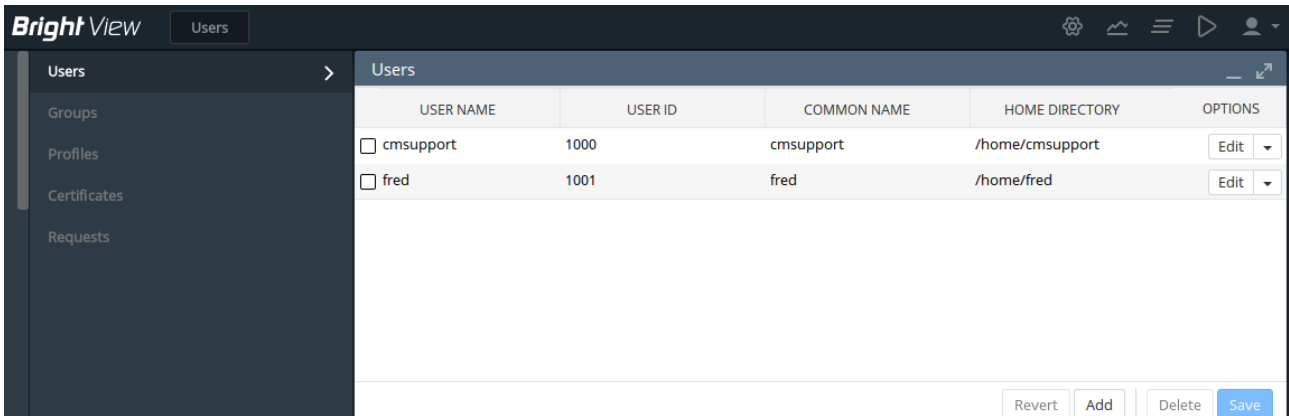 Bright View Users
Users
Groups
Profiles
Certificates
Requests
Users
USER NAME USER ID COMMON NAME HOME DIRECTORY OPTIONS
cmsupport 1000 cmsupport /home/cmsupport Edit
fred 1001 fred /home/fred Edit
Revert Add Delete Save